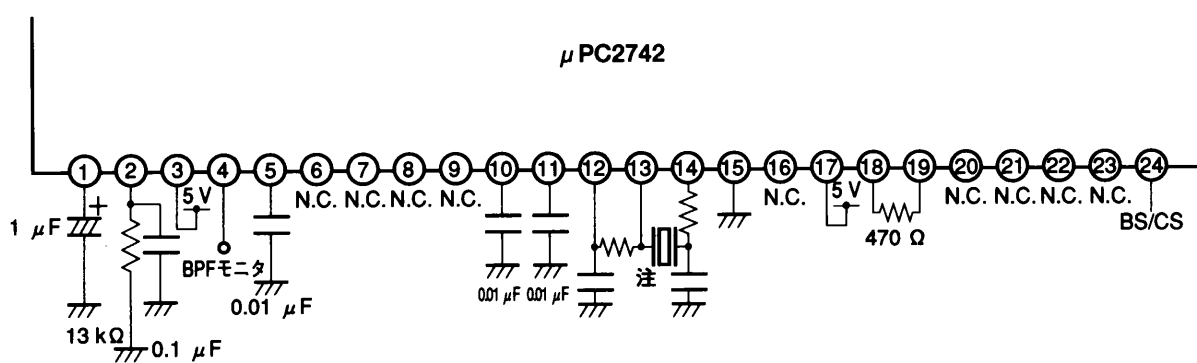 μ PC2742
1 2 3 4 5 6 7 8 9 10 11 12 13 14 15 16 17 18 19 20 21 22 23 24
5 V N.C. N.C. N.C. N.C. N.C. 5 V N.C. N.C. N.C. N.C.
+
1 μF
BPFモニタ
注
470 Ω
BS/CS
0.01 μF
0.01 μF
0.01 μF
13 kΩ
0.1 μF